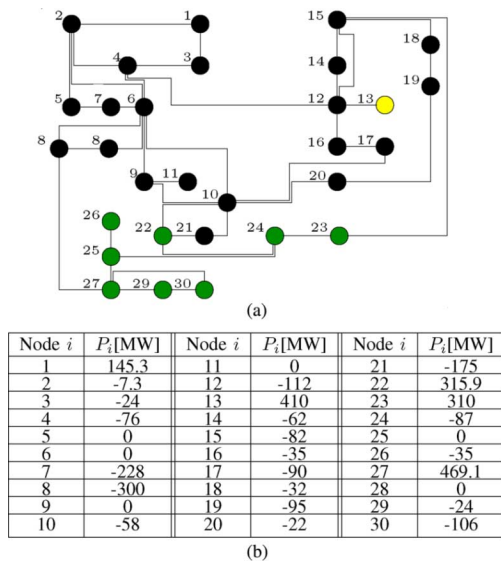 2 1 15
18
4 3 14
19
5 7 6 12 13
8 8 16 17
9 11 20
10
26
22 21 24 23
25
27 29 30
(a)
Node i P_i[MW] Node i P_i[MW] Node i P_i[MW]
1 145.3 11 0 21 -175
2 -7.3 12 -112 22 315.9
3 -24 13 410 23 310
4 -76 14 -62 24 -87
5 0 15 -82 25 0
6 0 16 -35 26 -35
7 -228 17 -90 27 469.1
8 -300 18 -32 28 0
9 0 19 -95 29 -24
10 -58 20 -22 30 -106
(b)